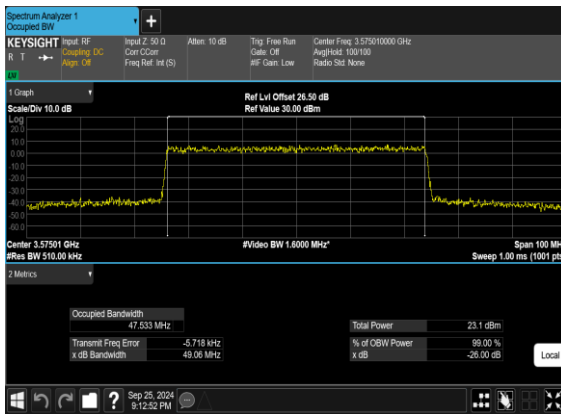 Spectrum Analyzer 1
Occupied BW
+
KEYSIGHT Input: RF Input Z: 50 Ω Atten: 10 dB Trig: Free Run Center Freq: 3.575010000 GHz
R T Coupling: DC Corr CCorr Gate: Off Avg|Hold: 100/100
Align: Off Freq Ref: Int (S) #IF Gain: Low Radio Std: None
1 Graph Ref Lvl Offset 26.50 dB
Scale/Div 10.0 dB Ref Value 30.00 dBm
Log
20.0
10.0
0.00
-10.0
-20.0
-30.0
-40.0
-50.0
-60.0
Center 3.57501 GHz #Video BW 1.6000 MHz* Span 100 MH
#Res BW 510.00 kHz Sweep 1.00 ms (1001 pts
2 Metrics
Occupied Bandwidth
47.533 MHz Total Power 23.1 dBm
Transmit Freq Error -5.718 kHz % of OBW Power 99.00 %
x dB Bandwidth 49.06 MHz x dB -26.00 dB
Local
? Sep 25, 2024
9:12:52 PM